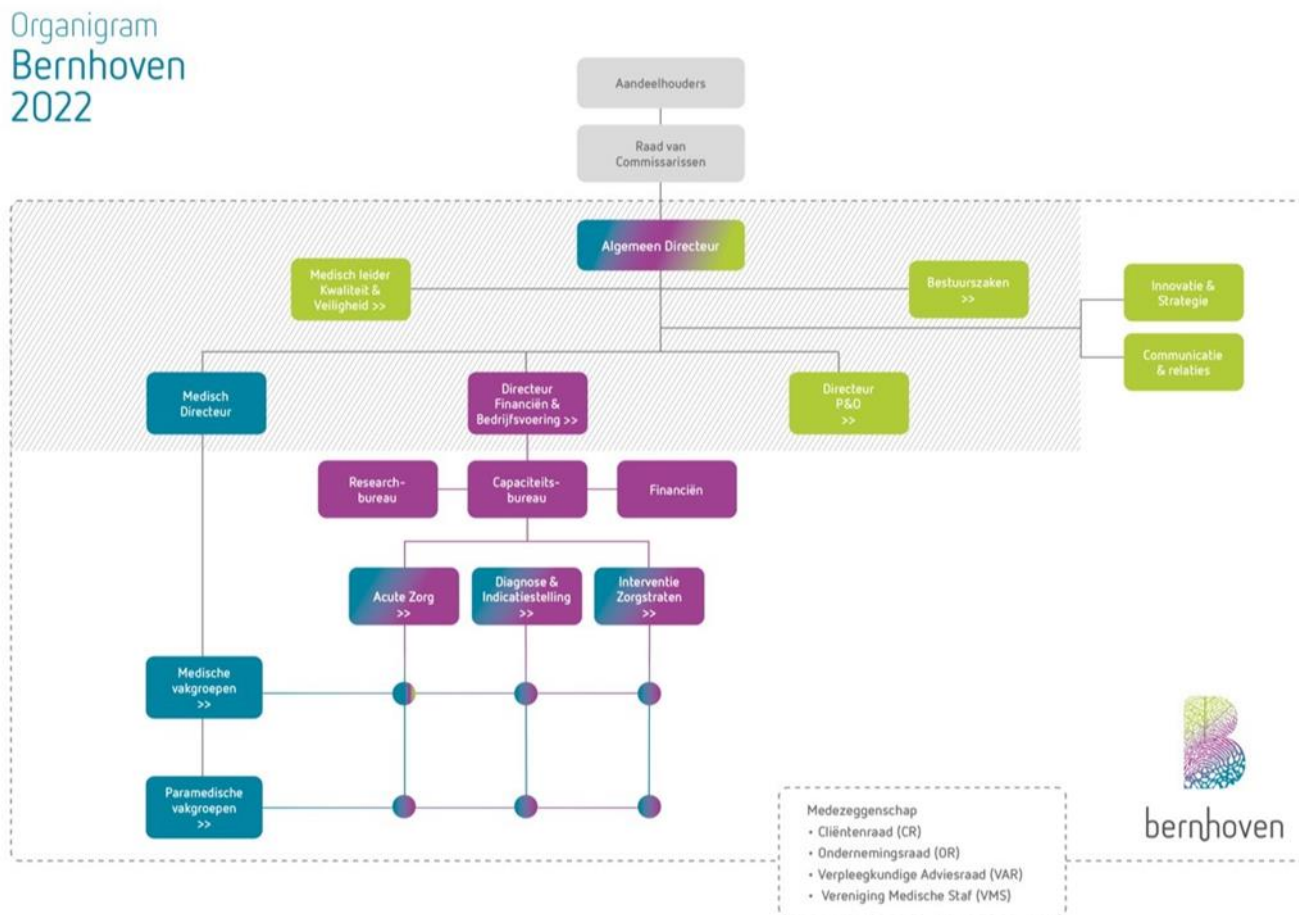 Organigram
Bernhoven
2022
Aandeelhouders
Raad van
Commissarissen
Algemeen Directeur
Medisch leider
Kwaliteit &
Veiligheid >>
Bestuurszaken
>>
Innovatie &
Strategie
Communicatie
& relaties
Medisch
Directeur
Directeur
Financiën &
Bedrijfsvoering >>
Directeur
P&O
>>
Research-
bureau
Capaciteits-
bureau
Financiën
Acute Zorg
>>
Diagnose &
Indicatiestelling
>>
Interventie
Zorgstraten
>>
Medische
vakgroepen
>>
Paramedische
vakgroepen
>>
Medezeggenschap
• Cliëntenraad (CR)
• Ondernemingsraad (OR)
• Verpleegkundige Adviesraad (VAR)
• Vereniging Medische Staf (VMS)
bernhoven